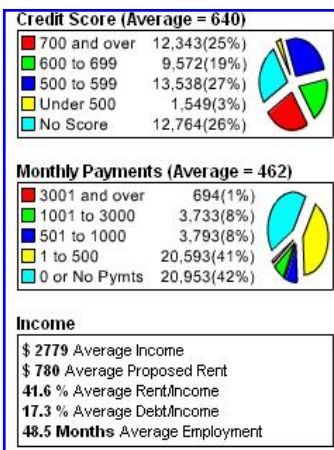 Credit Score (Average = 640)
700 and over 12,343(25%)
600 to 699 9,572(19%)
500 to 599 13,538(27%)
Under 500 1,549(3%)
No Score 12,764(26%)
Monthly Payments (Average = 462)
3001 and over 694(1%)
1001 to 3000 3,733(8%)
501 to 1000 3,793(8%)
1 to 500 20,593(41%)
0 or No Pymts 20,953(42%)
Income
$ 2779 Average Income
$ 780 Average Proposed Rent
41.6 % Average Rent/Income
17.3 % Average Debt/Income
48.5 Months Average Employment